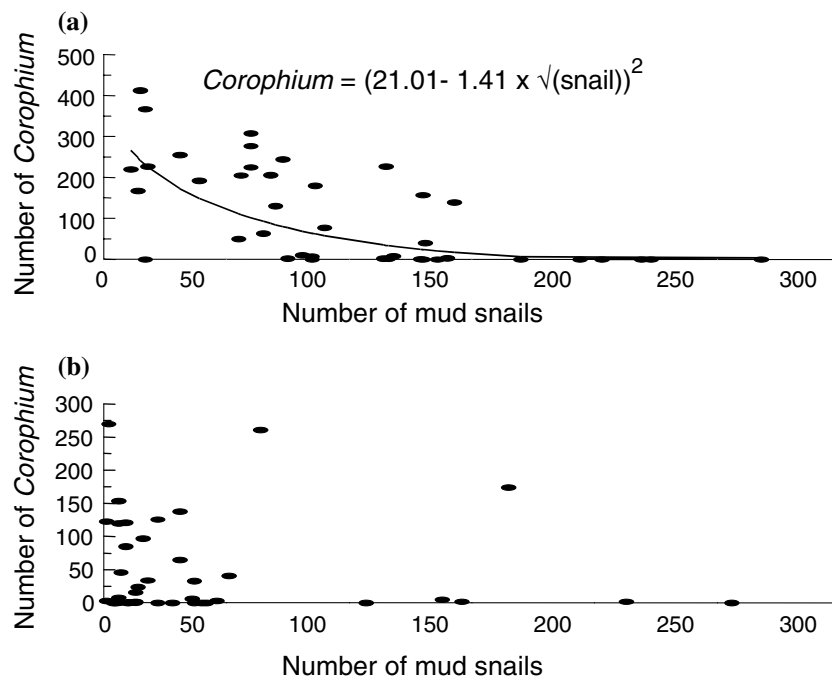 (a)
Corophium = (21.01- 1.41 x √(snail))²
Number of Corophium
500
400
300
200
100
0
0 50 100 150 200 250 300
Number of mud snails
(b)
Number of Corophium
300
250
200
150
100
50
0
0 50 100 150 200 250 300
Number of mud snails